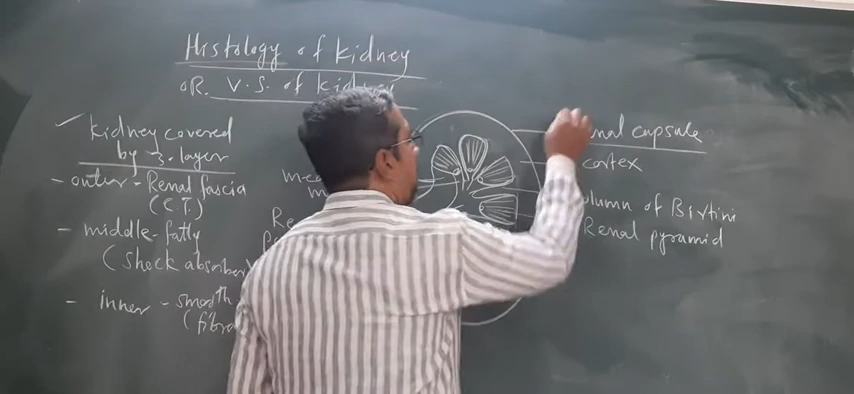 Histology of kidney
OR. V.S. of kidney
✓ kidney covered
by 3. layer
- outer - Renal fascia
(C.T.)
- middle - fatty
(Shock absorber)
- inner - smooth
(fibro
nal capsule
cortex
olumn of Birtini
Renal pyramid